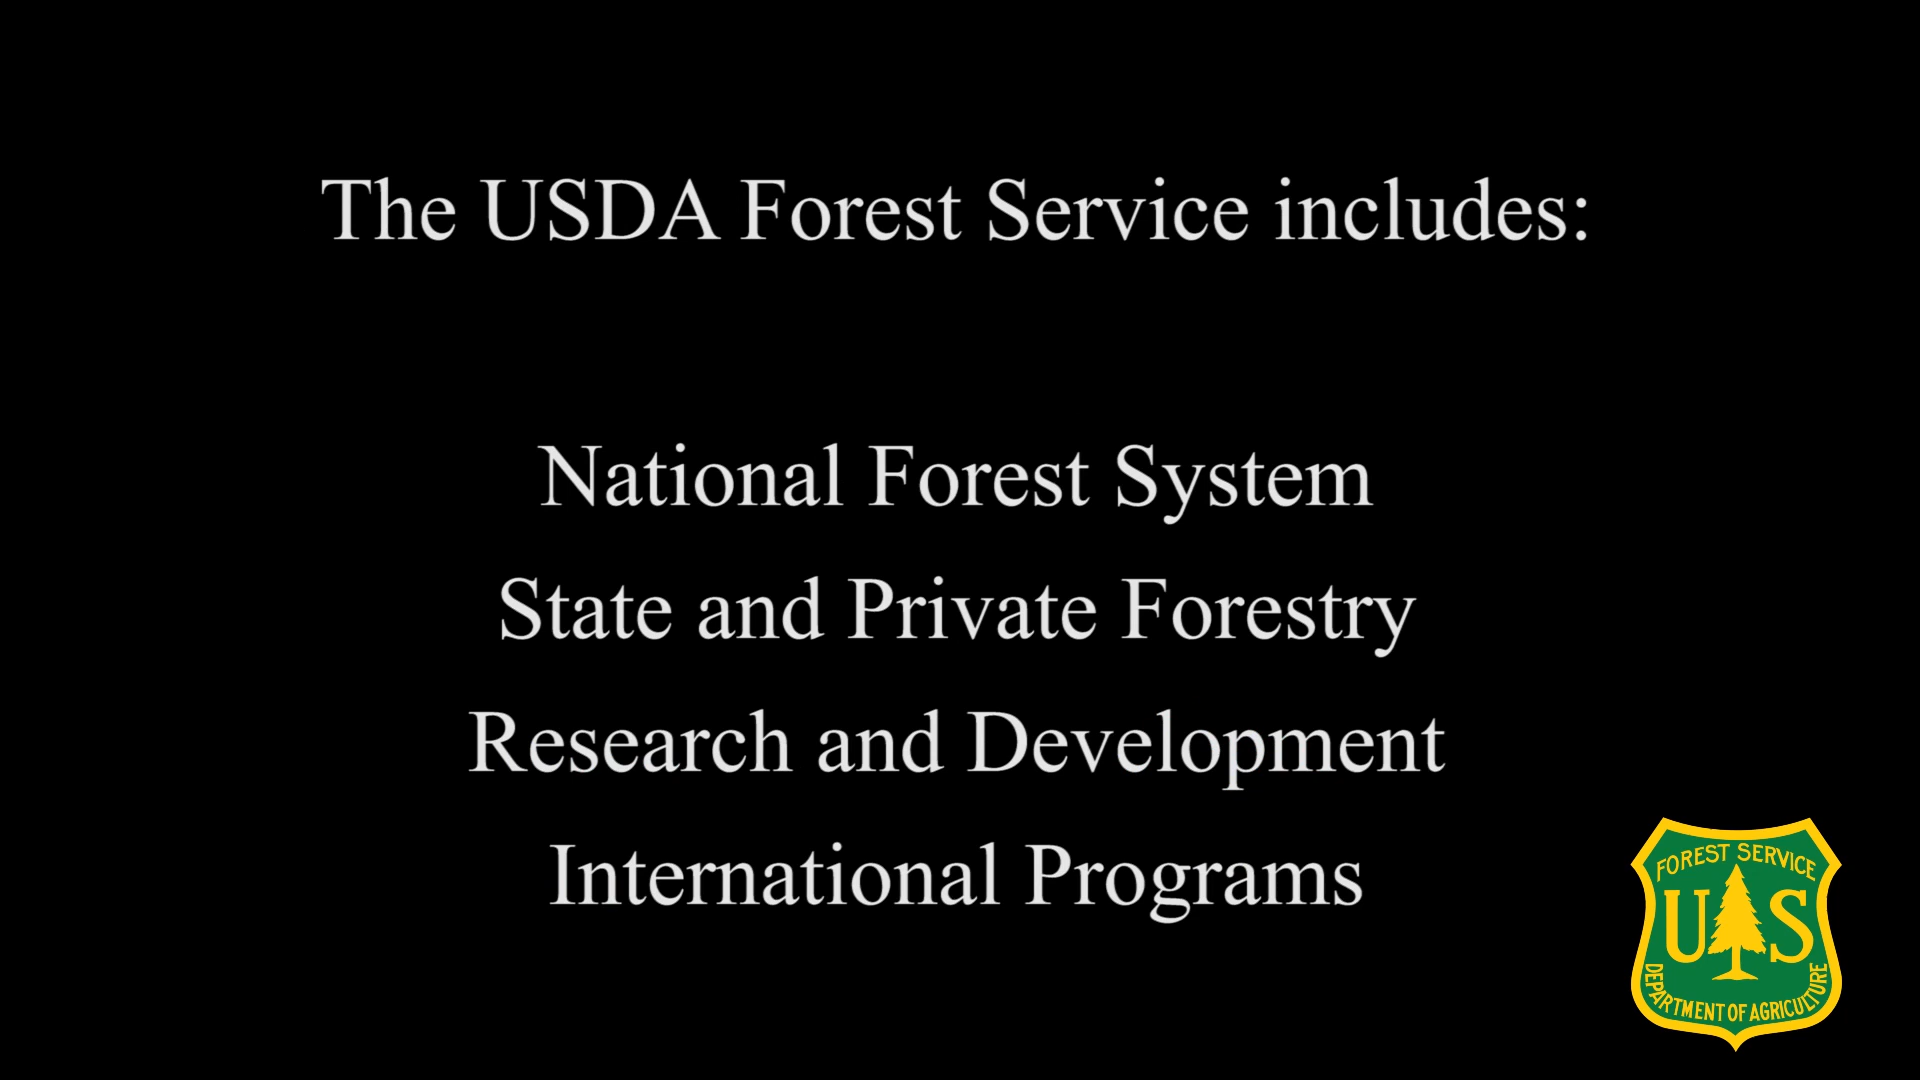 The USDA Forest Service includes:
National Forest System
State and Private Forestry
Research and Development
International Programs
FOREST SERVICE
U S
DEPARTMENT OF AGRICULTURE